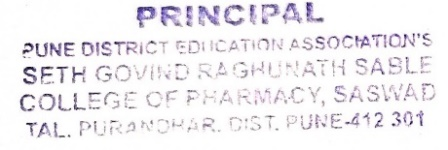 PRINCIPAL
PUNE DISTRICT EDUCATION ASSOCIATION'S
SETH GOVIND RAGHUNATH SABLE
COLLEGE OF PHARMACY, SASWAD
TAL. PURANDHAR. DIST. PUNE-412 301